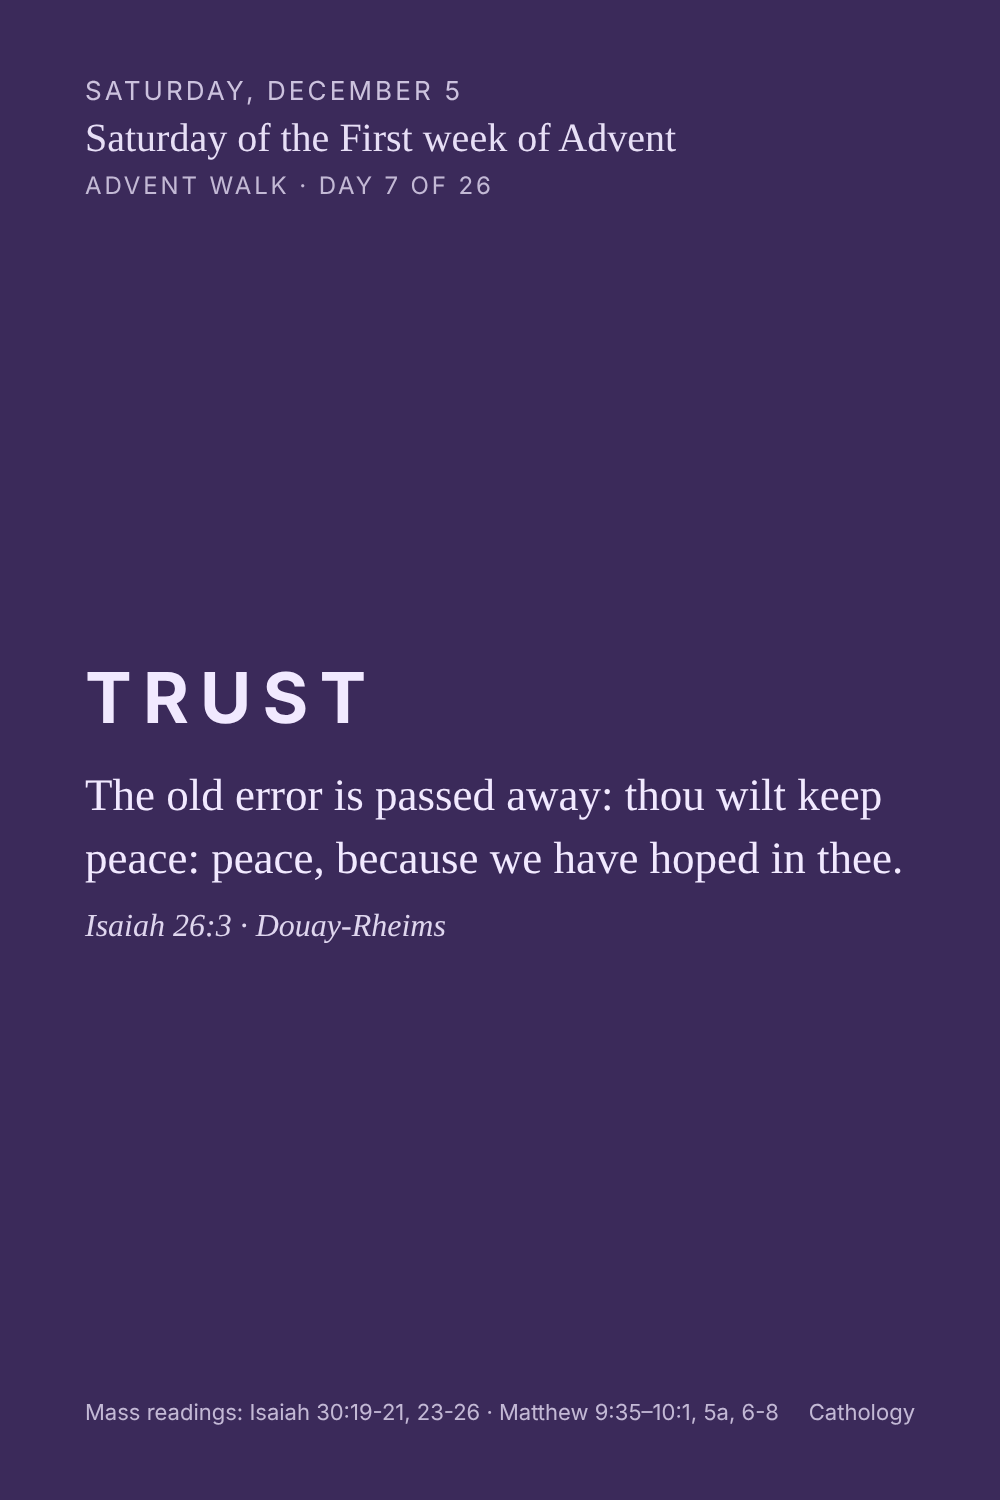 SATURDAY, DECEMBER 5
Saturday of the First week of Advent
ADVENT WALK · DAY 7 OF 26
TRUST
The old error is passed away: thou wilt keep
peace: peace, because we have hoped in thee.
Isaiah 26:3 · Douay-Rheims
Mass readings: Isaiah 30:19-21, 23-26 · Matthew 9:35–10:1, 5a, 6-8 Cathology